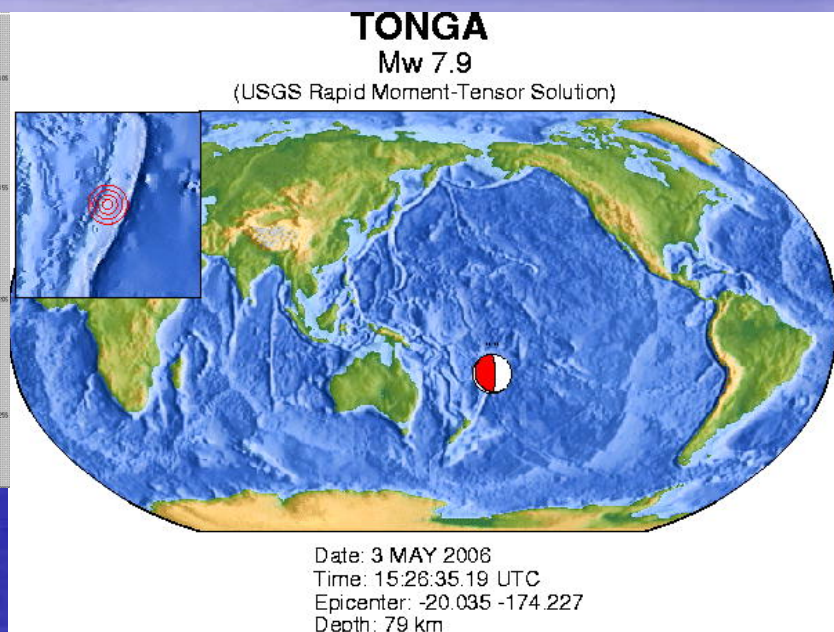 TONGA
Mw 7.9
(USGS Rapid Moment-Tensor Solution)
Date: 3 MAY 2006
Time: 15:26:35.19 UTC
Epicenter: -20.035 -174.227
Depth: 79 km